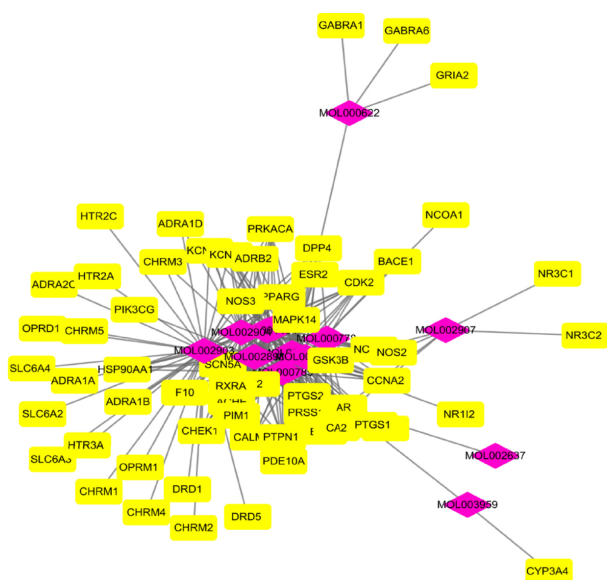 GABRA1
GABRA6
GRIA2
MOL000622
HTR2C
ADRA1D
PRKACA
NCOA1
KCN
KCN
ADRB2
DPP4
CHRM3
BACE1
ESR2
NR3C1
HTR2A
ADRA2C
CDK2
PIK3CG
NOS3
PPARG
MAPK14
OPRD1
CHRM5
MOL002907
NR3C2
NOS2
GSK3B
SLC6A4
HSP90AA1
SCN5A
ADRA1A
CCNA2
RXRA
F10
PTGS2
ADRA1B
SLC6A2
PIM1
PRSS1
AR
NR1I2
CHEK1
CALM
PTPN1
CA2
PTGS1
HTR3A
SLC6A3
PDE10A
OPRM1
MOL002637
CHRM1
DRD1
MOL003959
CHRM4
DRD5
CHRM2
CYP3A4